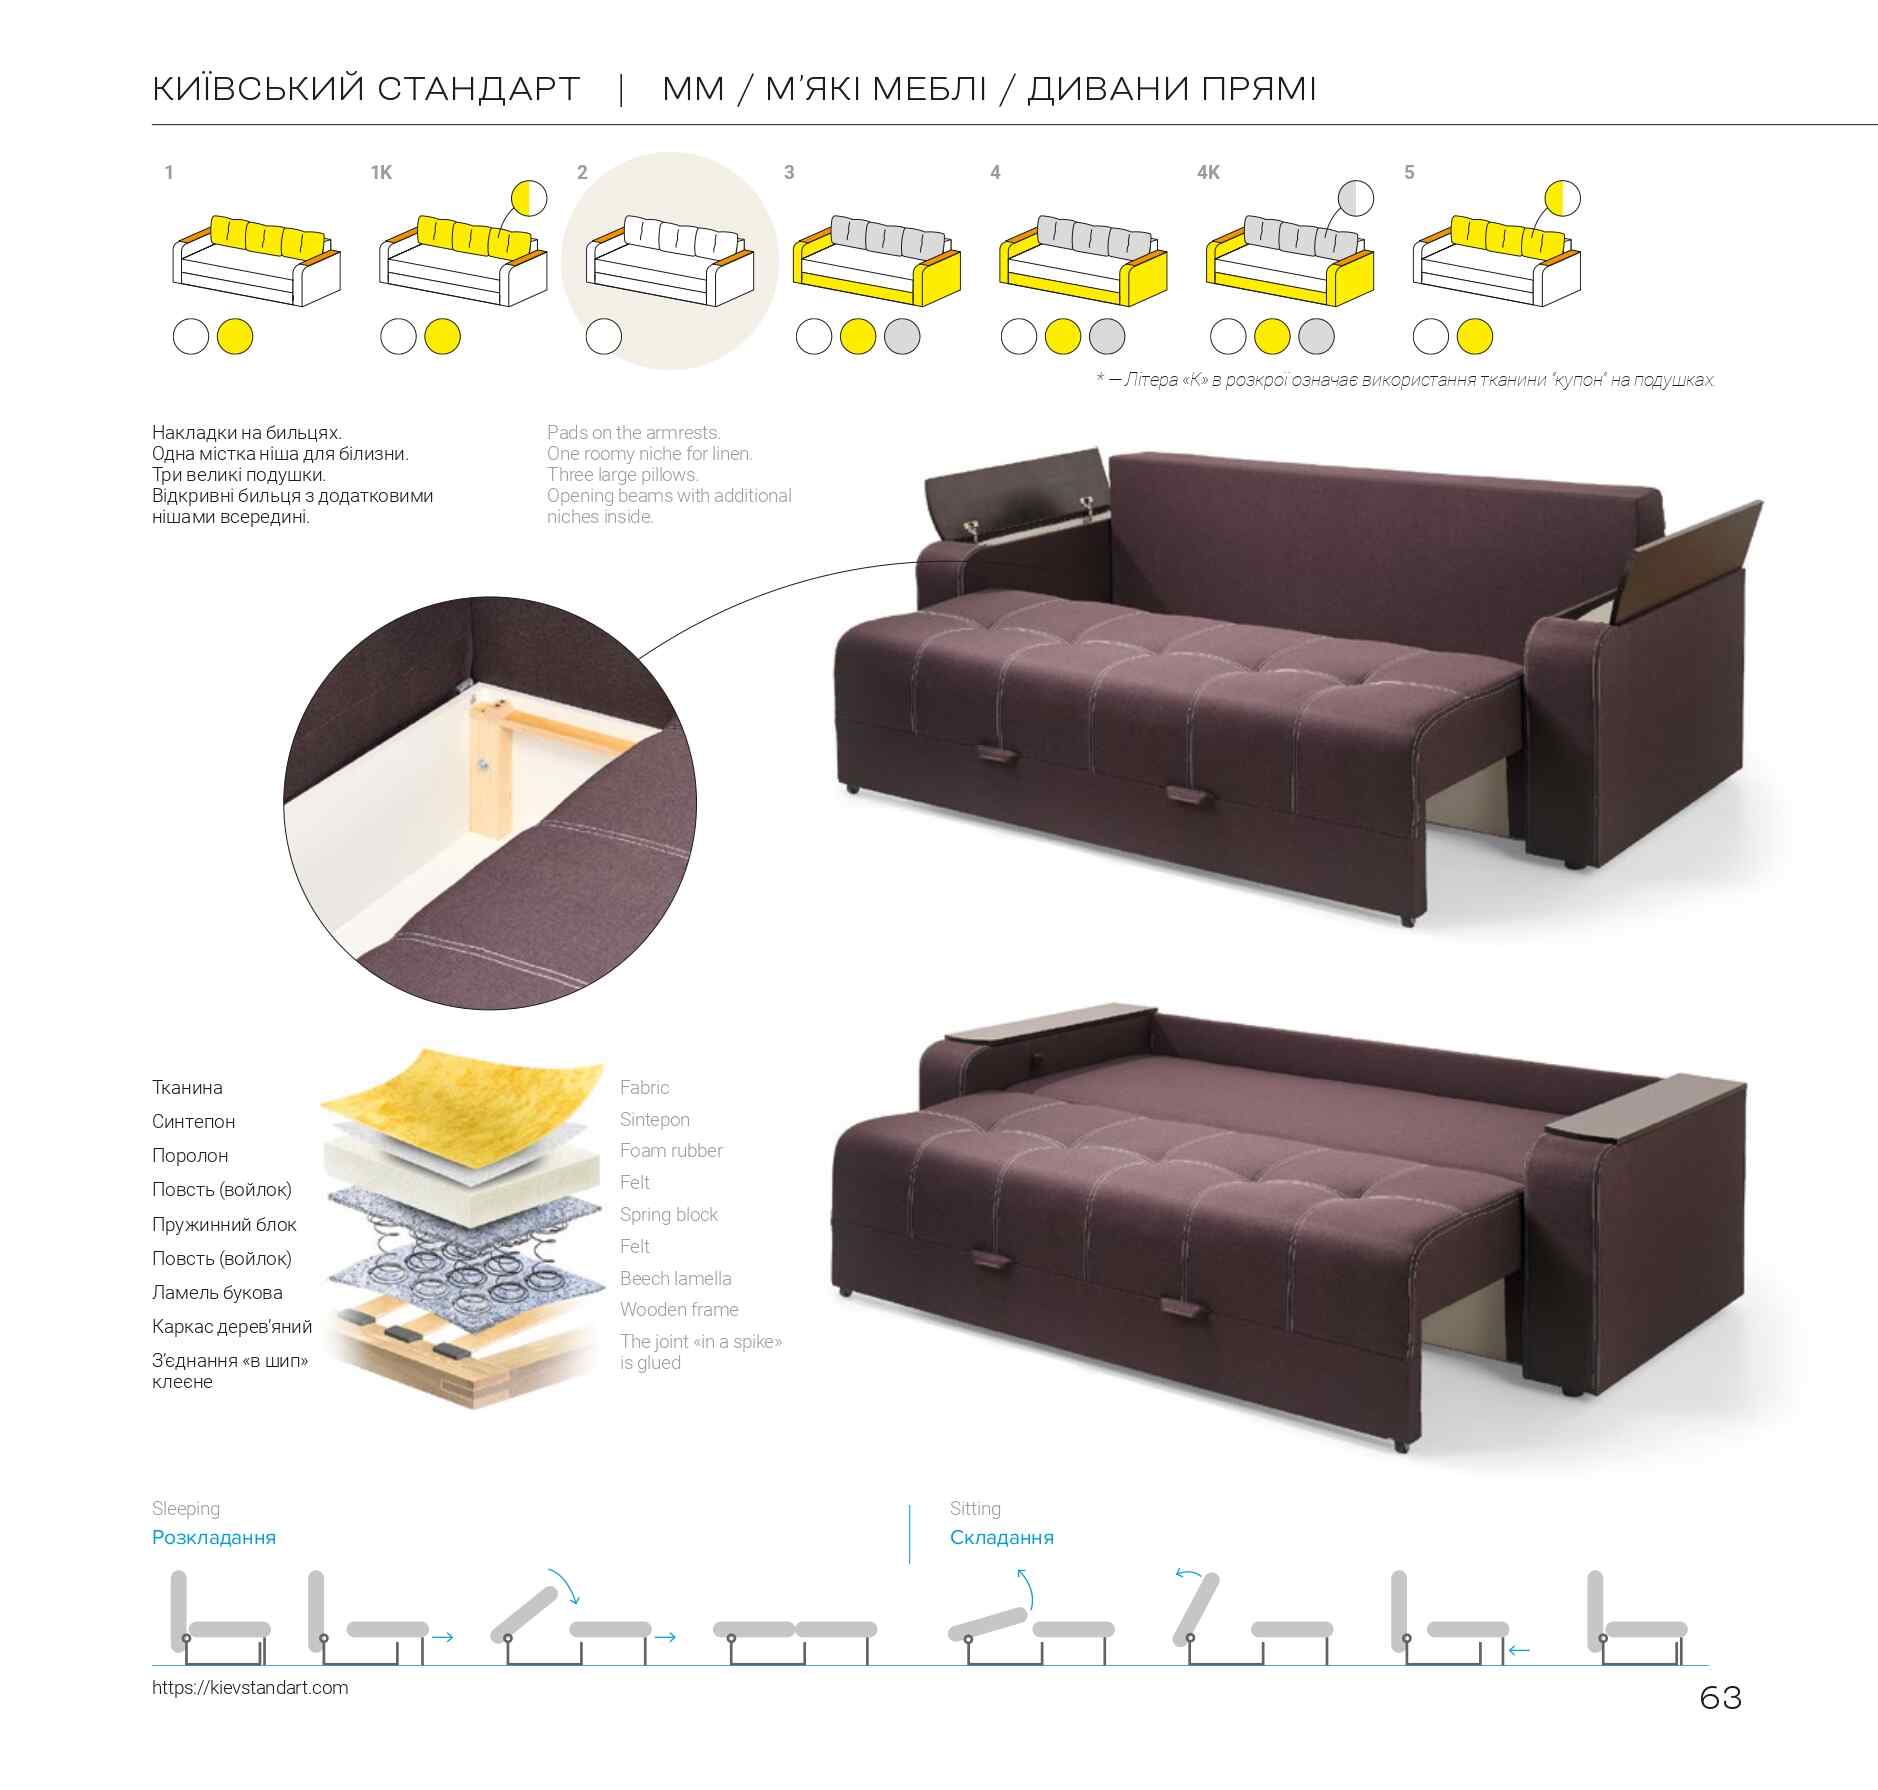 КИЇВСЬКИЙ СТАНДАРТ | ММ / М’ЯКІ МЕБЛІ / ДИВАНИ ПРЯМІ
1 1K 2 3 4 4K 5
* — Літера «К» в розкрої означає використання тканини "купон" на подушках.
Накладки на бильцях.
Одна містка ніша для білизни.
Три великі подушки.
Відкривні бильця з додатковими
нішами всередині.
Pads on the armrests.
One roomy niche for linen.
Three large pillows.
Opening beams with additional
niches inside.
Тканина
Синтепон
Поролон
Повсть (войлок)
Пружинний блок
Повсть (войлок)
Ламель букова
Каркас дерев’яний
З’єднання «в шип»
клеєне
Fabric
Sintepon
Foam rubber
Felt
Spring block
Felt
Beech lamella
Wooden frame
The joint «in a spike»
is glued
Sleeping
Розкладання
Sitting
Складання
https://kievstandart.com
63